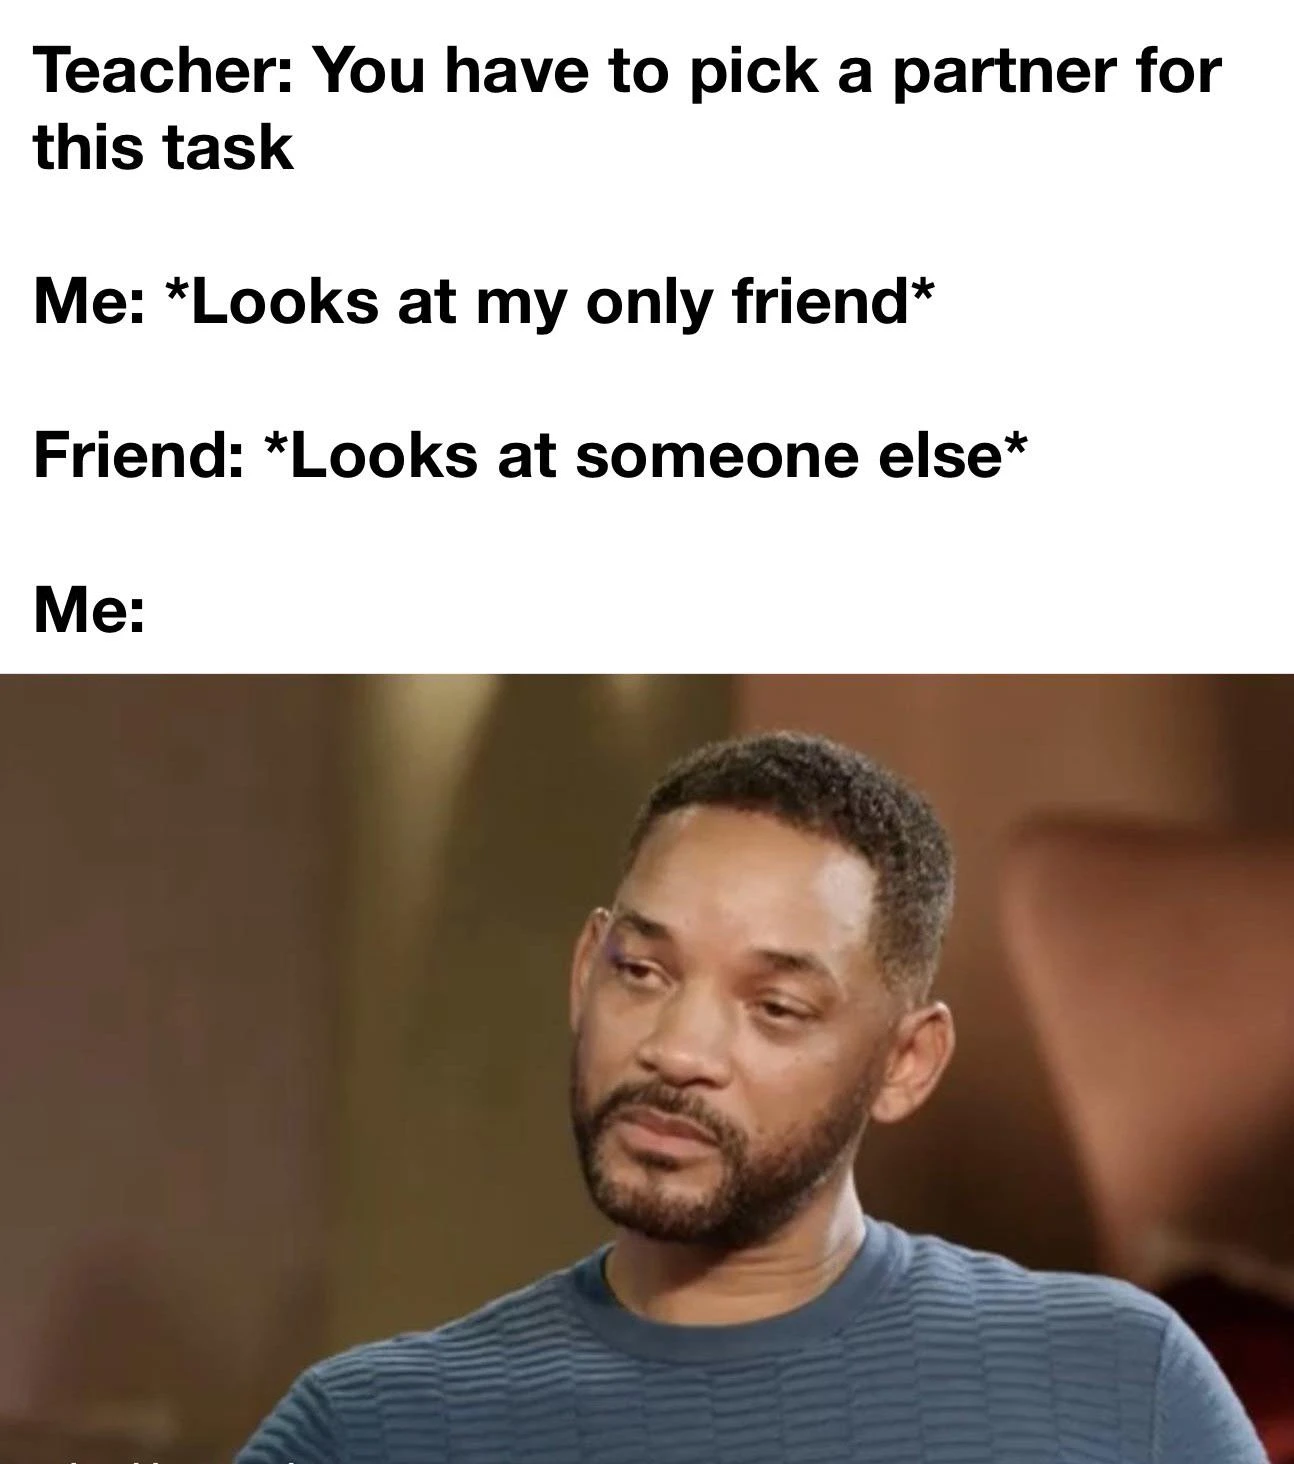 Teacher: You have to pick a partner for
this task
Me: *Looks at my only friend*
Friend: *Looks at someone else*
Me: